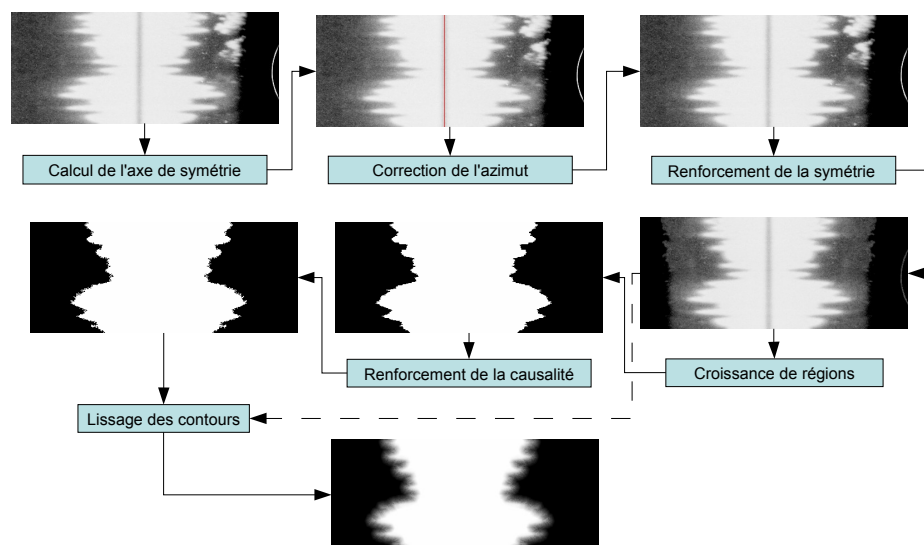 Calcul de l'axe de symétrie
Correction de l'azimut
Renforcement de la symétrie
Renforcement de la causalité
Croissance de régions
Lissage des contours